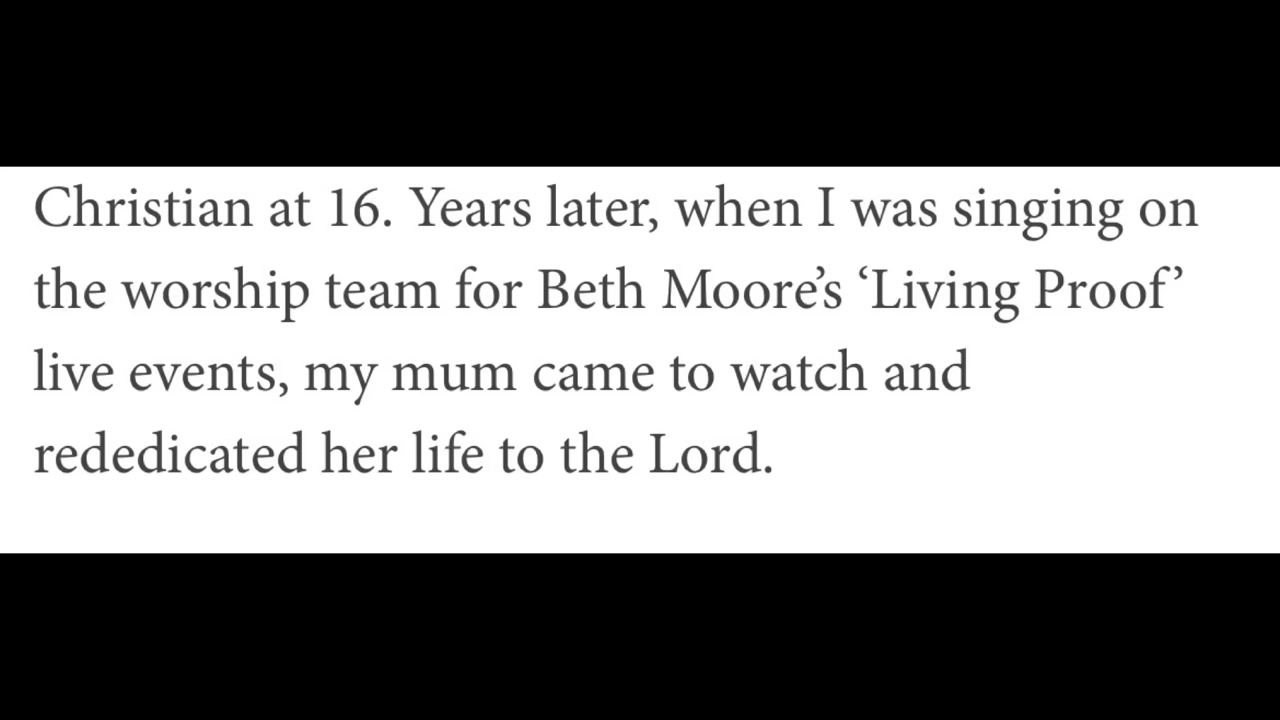 Christian at 16. Years later, when I was singing on
the worship team for Beth Moore’s ‘Living Proof’
live events, my mum came to watch and
rededicated her life to the Lord.